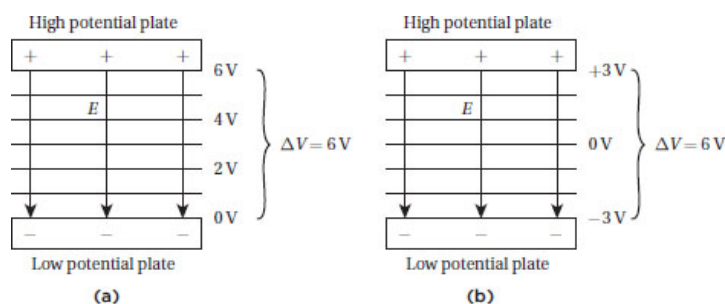 High potential plate
+ + +
6 V
E
4 V
ΔV = 6 V
2 V
0 V
− − −
Low potential plate
(a)
High potential plate
+ + +
+3 V
E
0 V
ΔV = 6 V
−3 V
− − −
Low potential plate
(b)